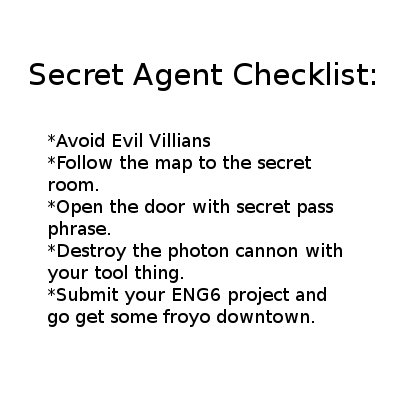 Secret Agent Checklist:
*Avoid Evil Villians
*Follow the map to the secret
room.
*Open the door with secret pass
phrase.
*Destroy the photon cannon with
your tool thing.
*Submit your ENG6 project and
go get some froyo downtown.